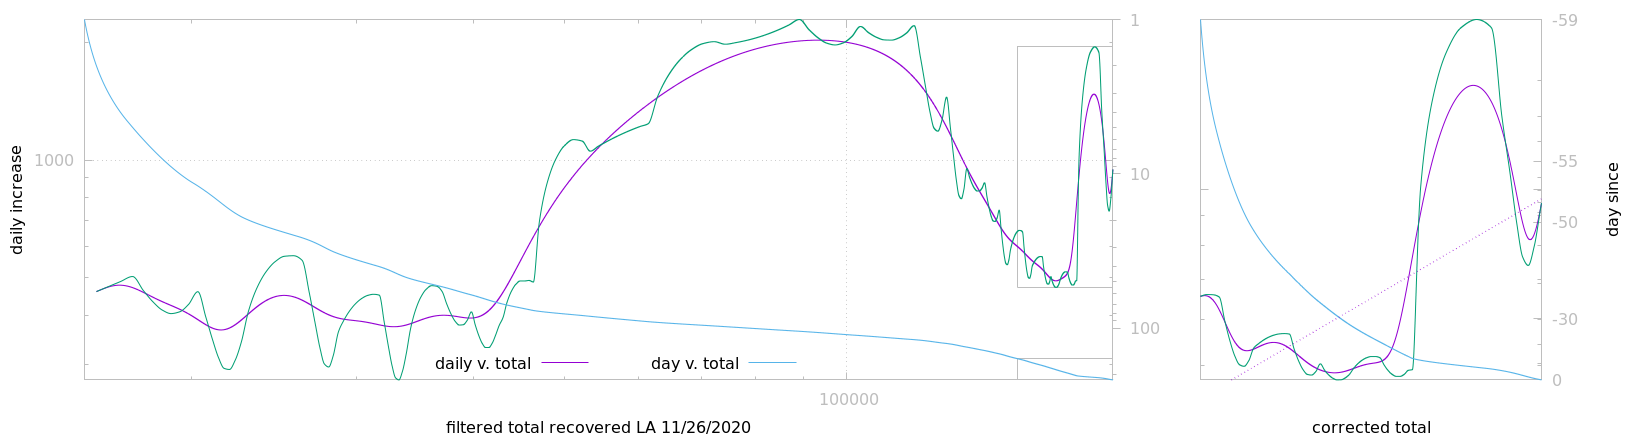 daily increase
1000
daily v. total
day v. total
100000
filtered total recovered LA 11/26/2020
1
10
100
-59
-55
-50
-30
0
day since
corrected total